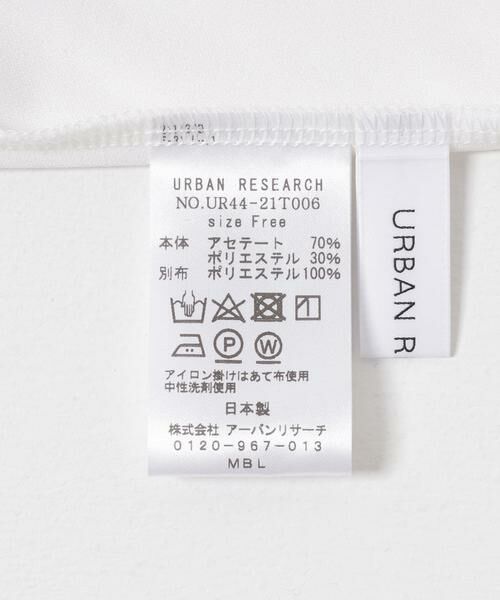 URBAN RESEARCH
NO.UR44-21T006
size Free
本体 アセテート 70%
ポリエステル 30%
別布 ポリエステル 100%
P W
アイロン掛けはあて布使用
中性洗剤使用
日本製
株式会社 アーバンリサーチ
0120-967-013
MBL
URBAN R